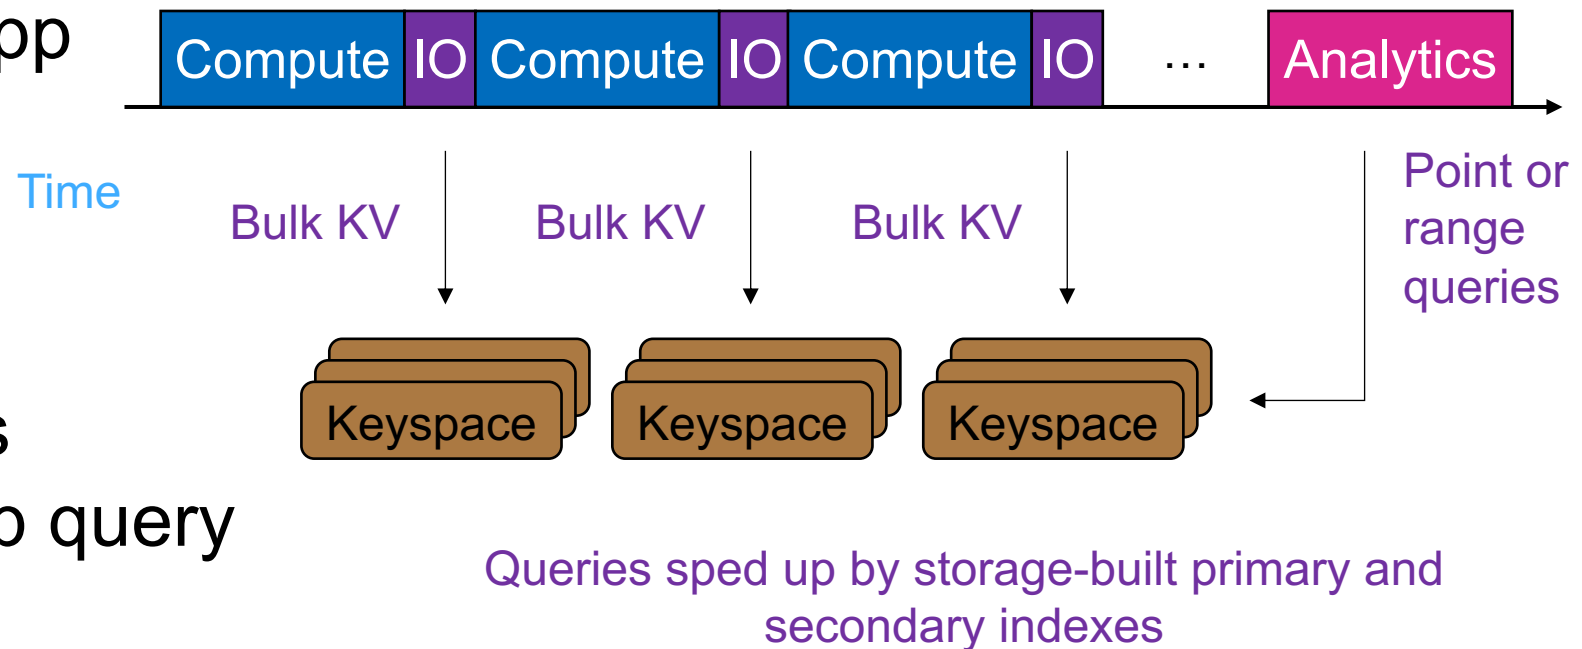 pp
Compute IO Compute IO Compute IO ... Analytics
Time
Bulk KV Bulk KV Bulk KV
Point or
range
queries
Keyspace Keyspace Keyspace
s
query
Queries sped up by storage-built primary and
secondary indexes